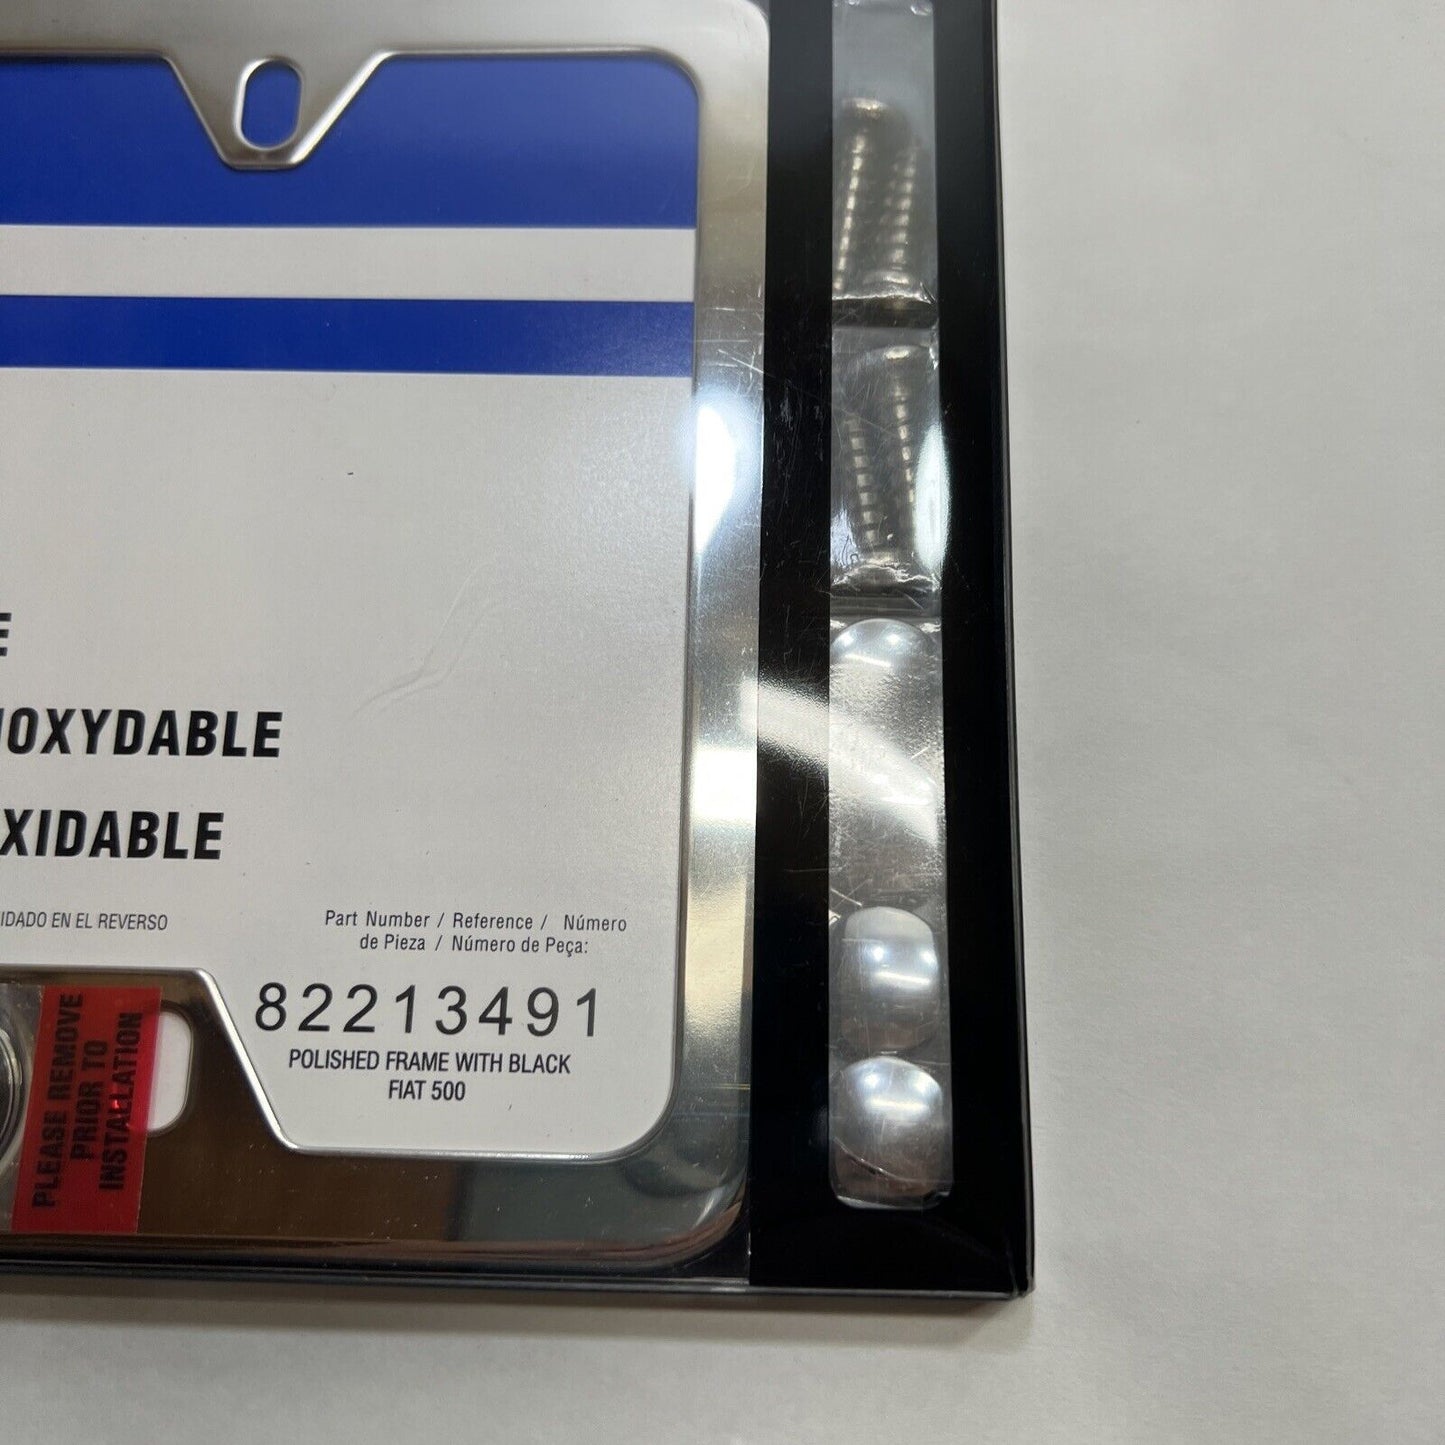 E
NOXYDABLE
OXIDABLE
IDADO EN EL REVERSO
Part Number / Reference / Número
de Pieza / Número de Peça:
82213491
POLISHED FRAME WITH BLACK
FIAT 500
PLEASE REMOVE
PRIOR TO
INSTALLATION